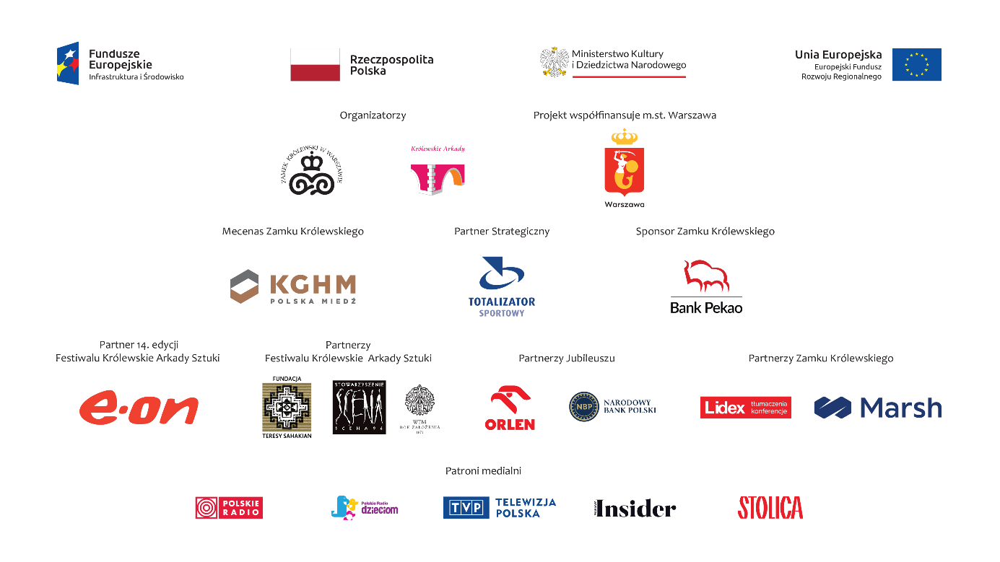 Fundusze
Europejskie
Infrastruktura i Środowisko
Rzeczpospolita
Polska
Ministerstwo Kultury
i Dziedzictwa Narodowego
Unia Europejska
Europejski Fundusz
Rozwoju Regionalnego
Organizatorzy
Projekt współfinansuje m.st. Warszawa
ZAMEK KRÓLEWSKI W WARSZAWIE
Królewskie Arkady
Warszawa
Mecenas Zamku Królewskiego
Partner Strategiczny
Sponsor Zamku Królewskiego
KGHM
POLSKA MIEDŹ
TOTALIZATOR
SPORTOWY
Bank Pekao
Partner 14. edycji
Festiwalu Królewskie Arkady Sztuki
Partnerzy
Festiwalu Królewskie Arkady Sztuki
Partnerzy Jubileuszu
Partnerzy Zamku Królewskiego
e·on
FUNDACJA
TERESY SAHAKIAN
STOWARZYSZENIE
SCENA
SCENA 96
WTM
ROK ZAŁOŻENIA
1871
ORLEN
NBP
NARODOWY
BANK POLSKI
Lidex
tłumaczenia
konferencje
Marsh
Patroni medialni
POLSKIE
RADIO
Polskie Radio
dzieciom
TVP
TELEWIZJA
POLSKA
Insider
STOLICA